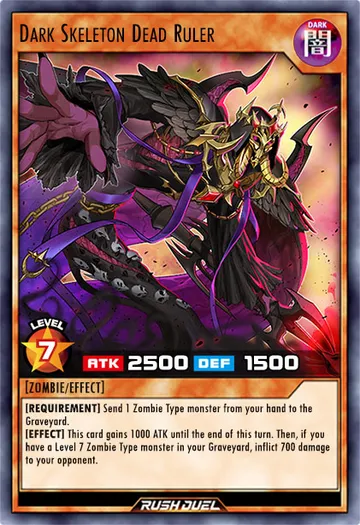 DARK SKELETON DEAD RULER
DARK
闇
LEVEL
7
ATK 2500 DEF 1500
[ZOMBIE/EFFECT]
[REQUIREMENT] Send 1 Zombie Type monster from your hand to the
Graveyard.
[EFFECT] This card gains 1000 ATK until the end of this turn. Then, if you
have a Level 7 Zombie Type monster in your Graveyard, inflict 700 damage
to your opponent.
RUSH DUEL